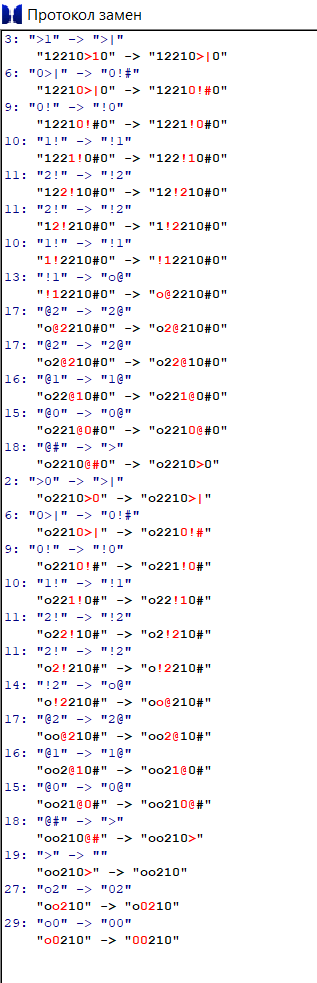 Протокол замен
3: ">1" -> ">|"
"12210>10" -> "12210>|0"
6: "0>|" -> "0!#"
"12210>|0" -> "12210!#0"
9: "0!" -> "!0"
"12210!#0" -> "1221!0#0"
10: "1!" -> "!1"
"1221!0#0" -> "122!10#0"
11: "2!" -> "!2"
"122!10#0" -> "12!210#0"
11: "2!" -> "!2"
"12!210#0" -> "1!2210#0"
10: "1!" -> "!1"
"1!2210#0" -> "!12210#0"
13: "!1" -> "o@"
"!12210#0" -> "o@2210#0"
17: "@2" -> "2@"
"o@2210#0" -> "o2@210#0"
17: "@2" -> "2@"
"o2@210#0" -> "o22@10#0"
16: "@1" -> "1@"
"o22@10#0" -> "o221@0#0"
15: "@0" -> "0@"
"o221@0#0" -> "o2210@#0"
18: "@#" -> ">"
"o2210@#0" -> "o2210>0"
2: ">0" -> ">|"
"o2210>0" -> "o2210>|"
6: "0>|" -> "0!#"
"o2210>|" -> "o2210!#"
9: "0!" -> "!0"
"o2210!#" -> "o221!0#"
10: "1!" -> "!1"
"o221!0#" -> "o22!10#"
11: "2!" -> "!2"
"o22!10#" -> "o2!210#"
11: "2!" -> "!2"
"o2!210#" -> "o!2210#"
14: "!2" -> "o@"
"o!2210#" -> "oo@210#"
17: "@2" -> "2@"
"oo@210#" -> "oo2@10#"
16: "@1" -> "1@"
"oo2@10#" -> "oo21@0#"
15: "@0" -> "0@"
"oo21@0#" -> "oo210@#"
18: "@#" -> ">"
"oo210@#" -> "oo210>"
19: ">" -> ""
"oo210>" -> "oo210"
27: "o2" -> "02"
"oo210" -> "o0210"
29: "o0" -> "00"
"o0210" -> "00210"